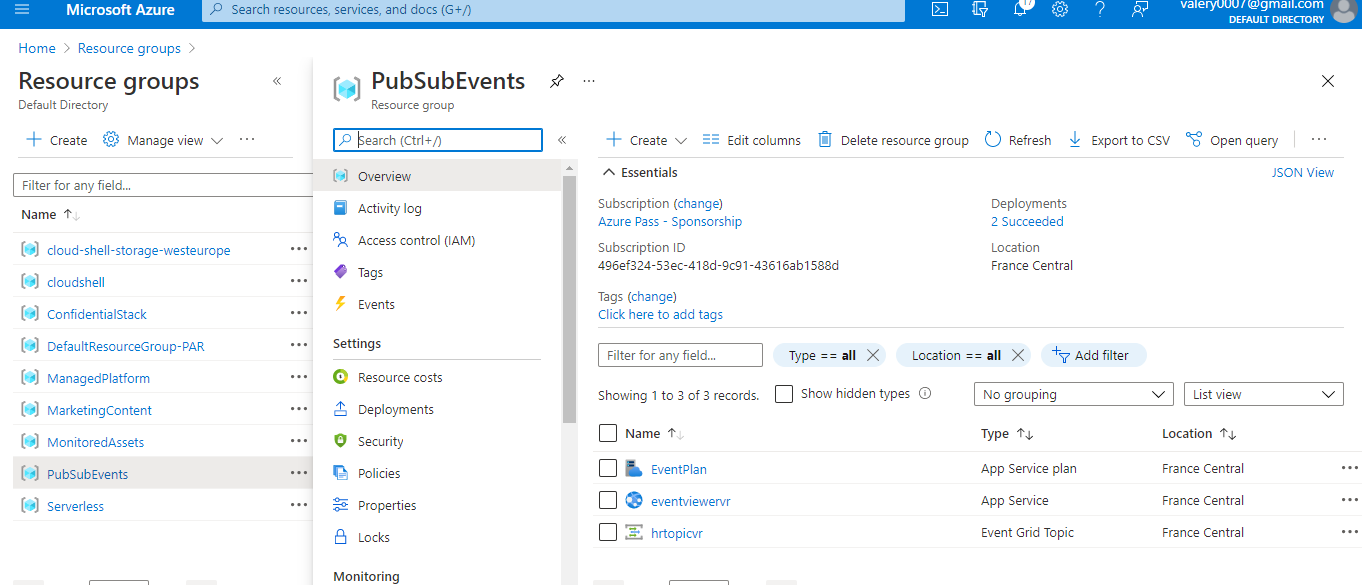 Microsoft Azure
Search resources, services, and docs (G+/)
17
valery0007@gmail.com
DEFAULT DIRECTORY
Home > Resource groups >
Resource groups
Default Directory
«
+ Create
Manage view
...
Filter for any field...
Name ↑↓
cloud-shell-storage-westeurope
cloudshell
ConfidentialStack
DefaultResourceGroup-PAR
ManagedPlatform
MarketingContent
MonitoredAssets
PubSubEvents
Serverless
PubSubEvents
Resource group
Search (Ctrl+/)
«
Overview
Activity log
Access control (IAM)
Tags
Events
Settings
Resource costs
Deployments
Security
Policies
Properties
Locks
Monitoring
+ Create
Edit columns
Delete resource group
Refresh
Export to CSV
Open query
...
Essentials
JSON View
Subscription (change)
Azure Pass - Sponsorship
Subscription ID
496ef324-53ec-418d-9c91-43616ab1588d
Tags (change)
Click here to add tags
Deployments
2 Succeeded
Location
France Central
Filter for any field...
Type == all
Location == all
Add filter
Showing 1 to 3 of 3 records.
Show hidden types
No grouping
List view
Name ↑↓ Type ↑↓ Location ↑↓
EventPlan App Service plan France Central
eventviewervr App Service France Central
hrtopicvr Event Grid Topic France Central